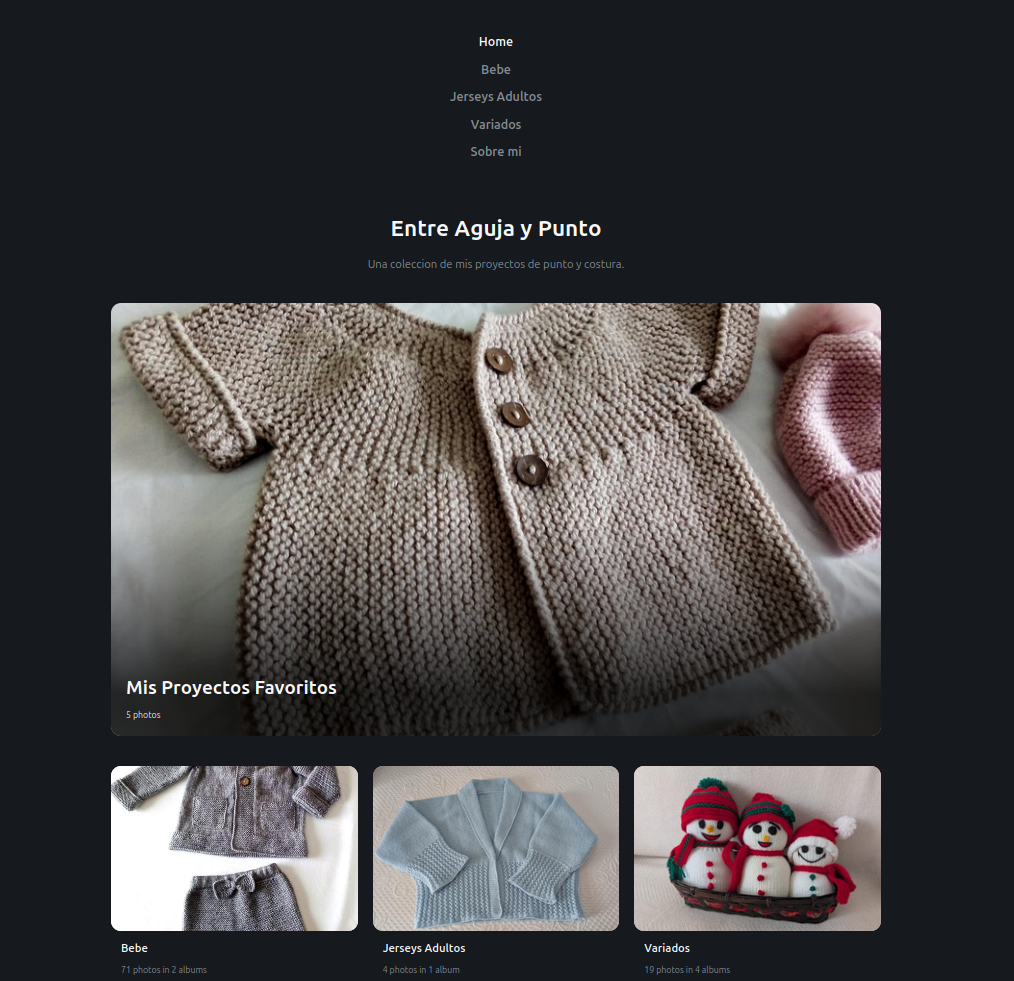 Home
Bebe
Jerseys Adultos
Variados
Sobre mi
Entre Aguja y Punto
Una coleccion de mis proyectos de punto y costura.
Mis Proyectos Favoritos
5 photos
Bebe
71 photos in 2 albums
Jerseys Adultos
4 photos in 1 album
Variados
19 photos in 4 albums